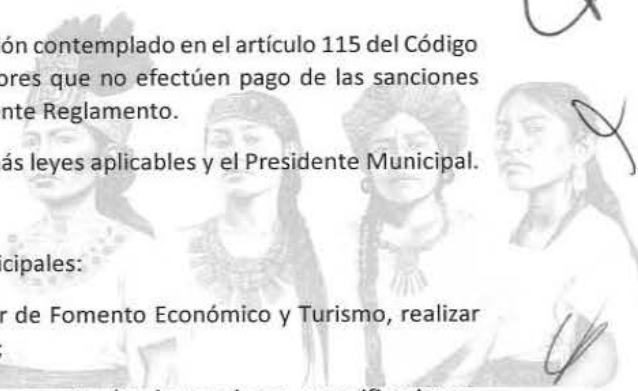 ón contemplado en el artículo 115 del Código
ores que no efectúen pago de las sanciones
nte Reglamento.
ás leyes aplicables y el Presidente Municipal.
icipales:
r de Fomento Económico y Turismo, realizar